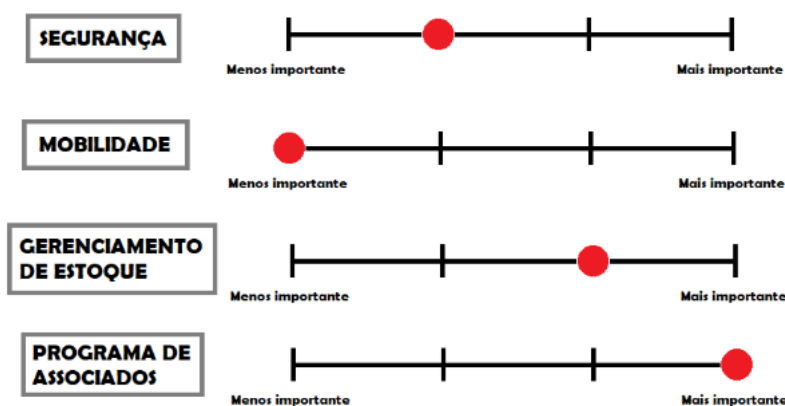 SEGURANÇA
Menos importante
Mais importante
MOBILIDADE
Menos importante
Mais importante
GERENCIAMENTO
DE ESTOQUE
Menos importante
Mais importante
PROGRAMA DE
ASSOCIADOS
Menos importante
Mais importante